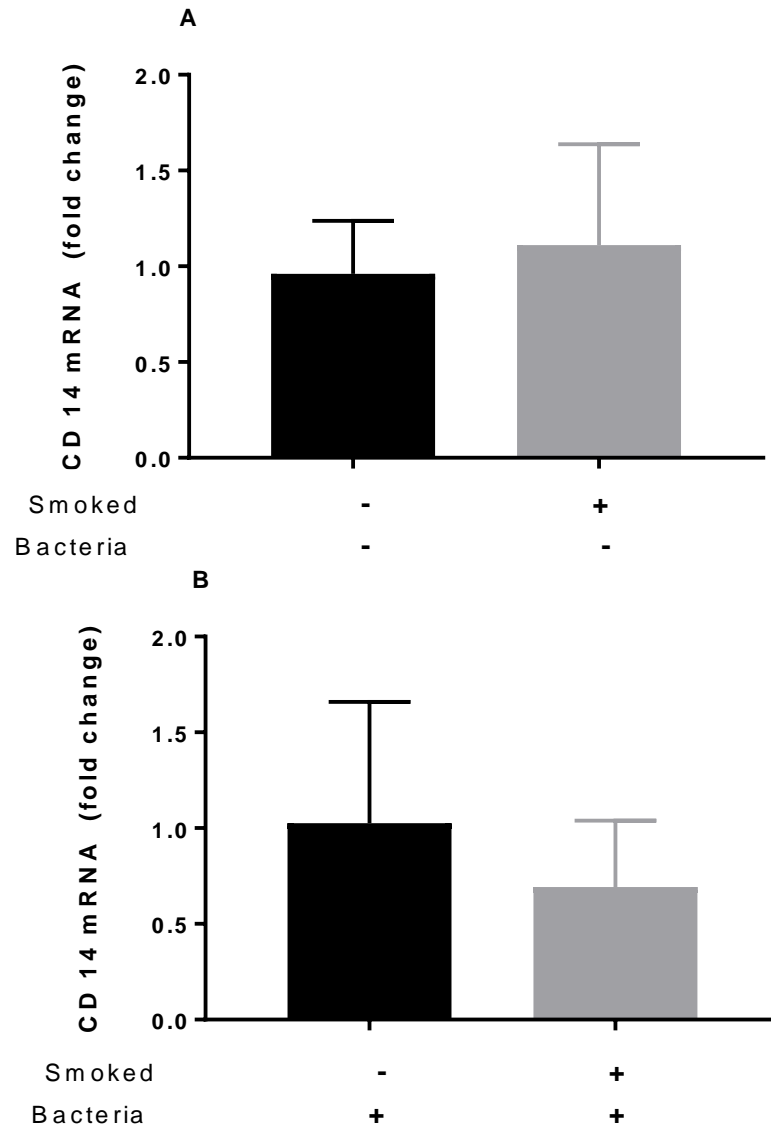 A
CD 14 mRNA (fold change)
2.0
1.5
1.0
0.5
0.0
Smoked - +
Bacteria - -
B
CD 14 mRNA (fold change)
2.0
1.5
1.0
0.5
0.0
Smoked - +
Bacteria + +